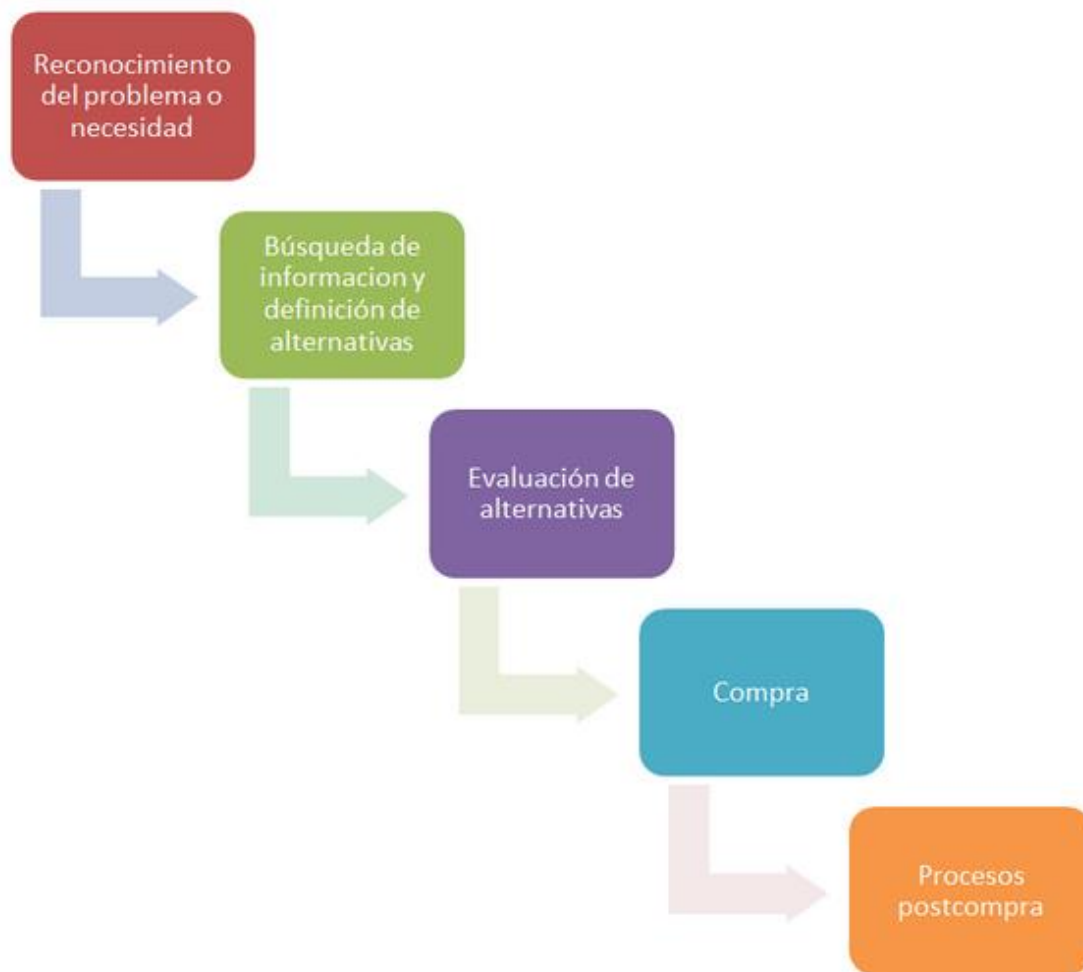 Reconocimiento
del problema o
necesidad
Búsqueda de
informacion y
definición de
alternativas
Evaluación de
alternativas
Compra
Procesos
postcompra